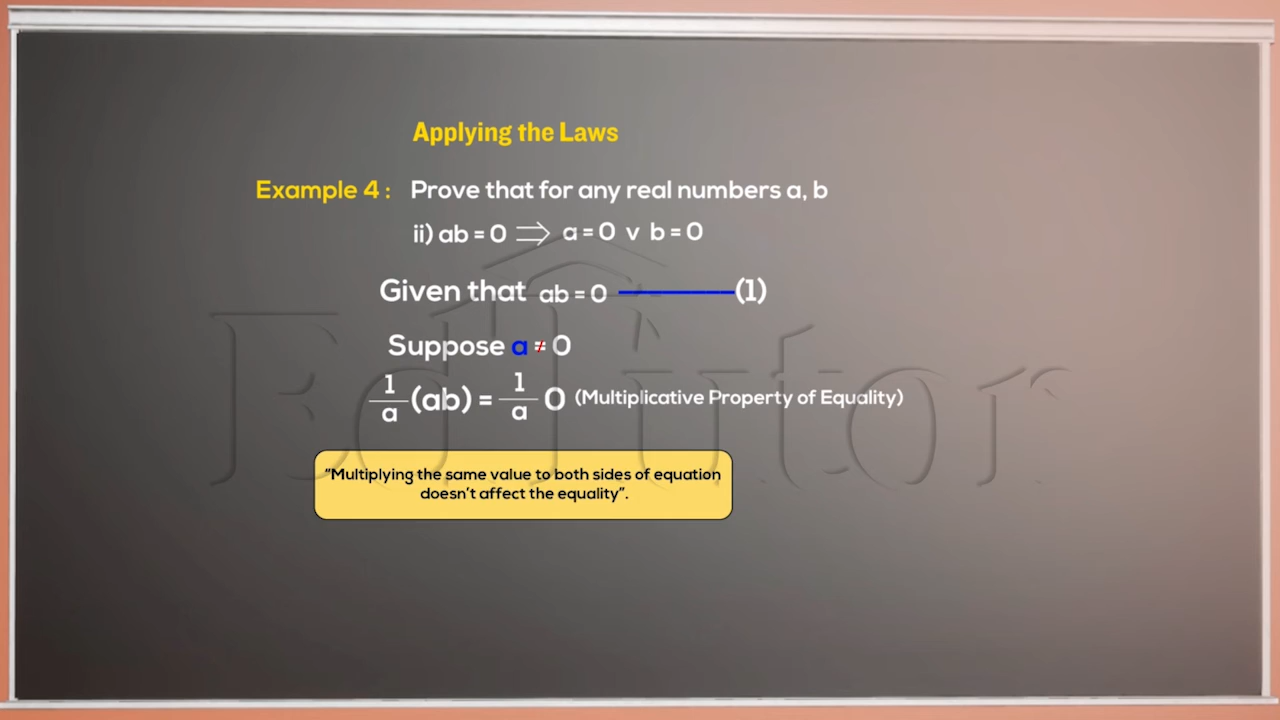 Applying the Laws
Example 4 : Prove that for any real numbers a, b
ii) ab = 0 ⟹ a = 0 v b = 0
Given that ab = 0 ————(1)
Suppose a ≠ 0
1/a (ab) = 1/a 0 (Multiplicative Property of Equality)
"Multiplying the same value to both sides of equation
doesn't affect the equality".
EdTutor